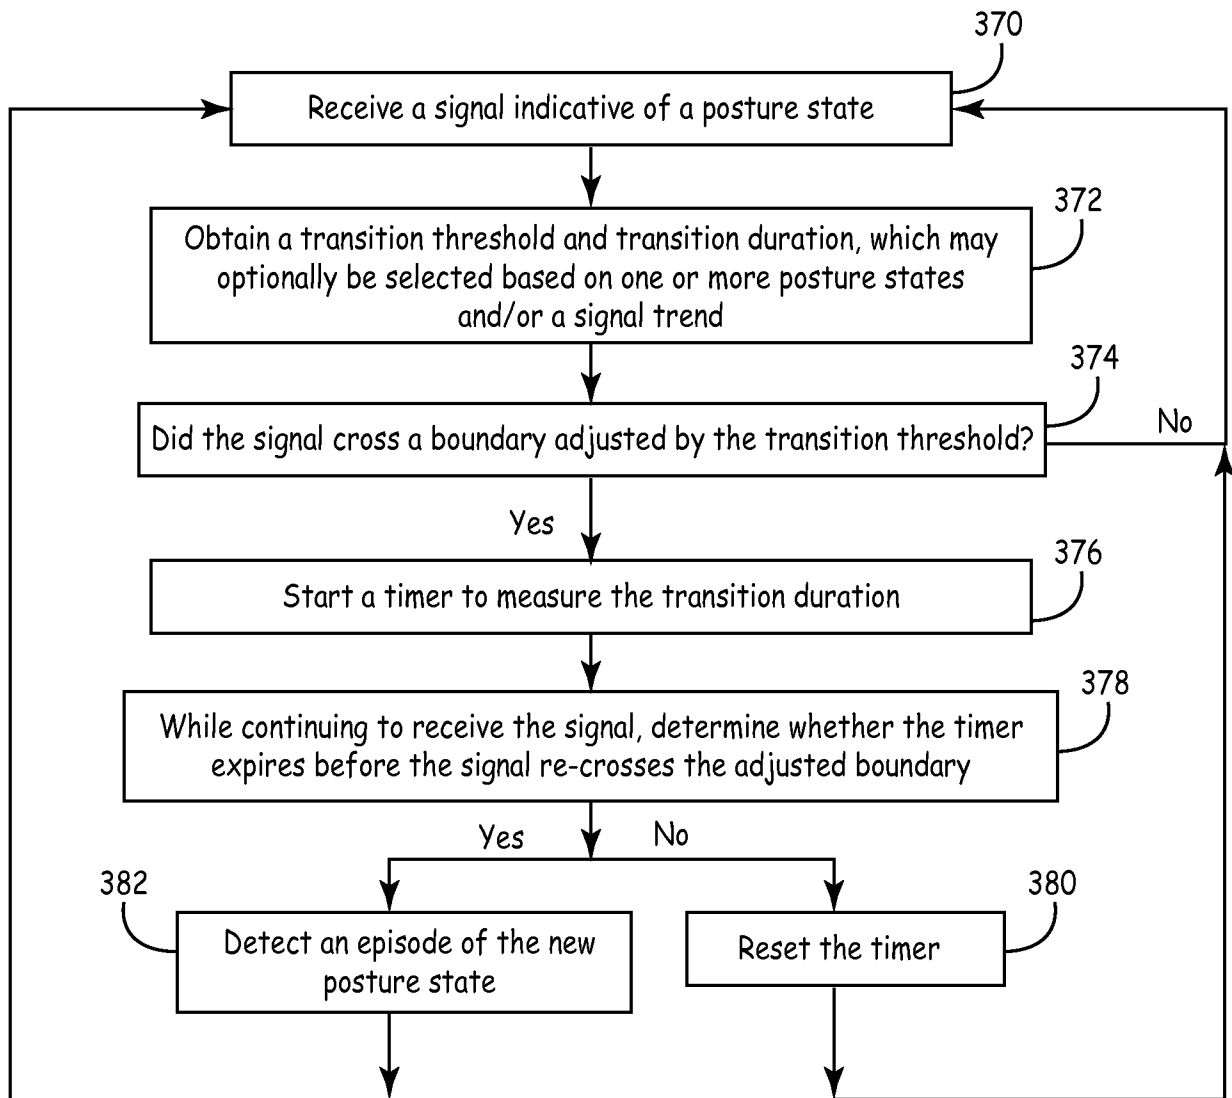 370
Receive a signal indicative of a posture state
372
Obtain a transition threshold and transition duration, which may
optionally be selected based on one or more posture states
and/or a signal trend
374
Did the signal cross a boundary adjusted by the transition threshold?
No
Yes
376
Start a timer to measure the transition duration
378
While continuing to receive the signal, determine whether the timer
expires before the signal re-crosses the adjusted boundary
Yes
No
382
380
Detect an episode of the new
posture state
Reset the timer